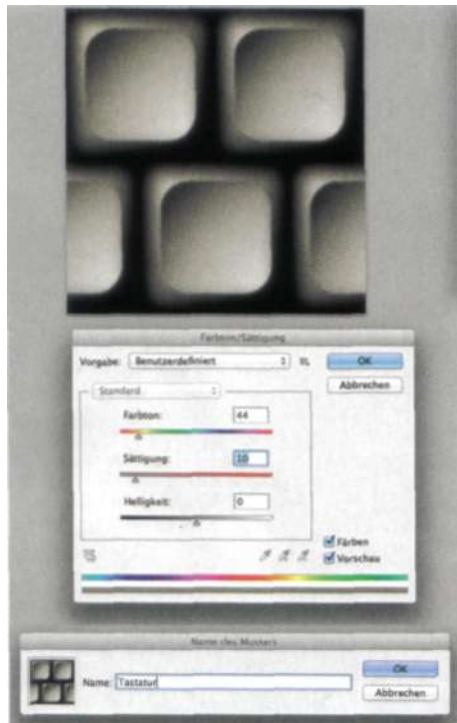 Farbton/Sättigung
Vorgabe: Benutzerdefiniert OK
Abbrechen
Standard
Farbton: 44
Sättigung: 10
Helligkeit: 0
Färben
Vorschau
Name des Musters
Name: Tastatur OK
Abbrechen